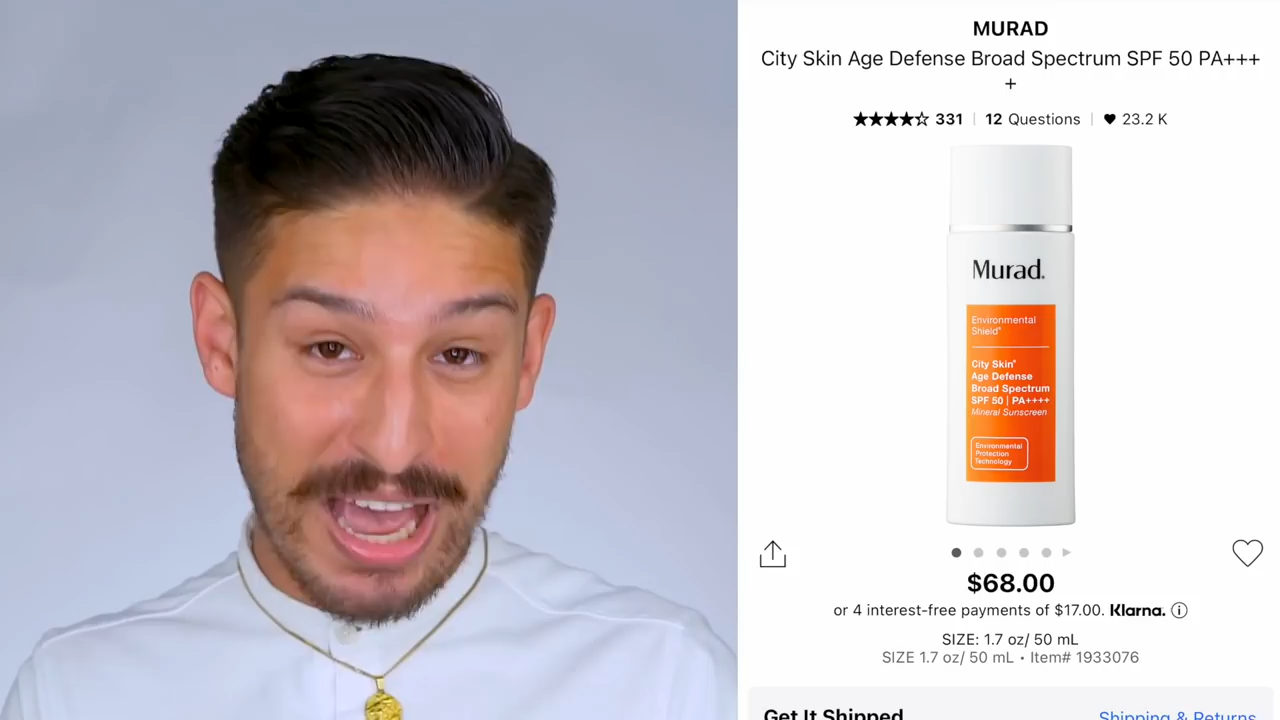 MURAD
City Skin Age Defense Broad Spectrum SPF 50 PA+++
+
★★★★☆ 331 | 12 Questions | ♥ 23.2 K
Murad.
Environmental
Shield®
City Skin®
Age Defense
Broad Spectrum
SPF 50 | PA++++
Mineral Sunscreen
Environmental
Protection
Technology
$68.00
or 4 interest-free payments of $17.00. Klarna. ⓘ
SIZE: 1.7 oz/ 50 mL
SIZE 1.7 oz/ 50 mL • Item# 1933076
Get It Shipped
Shipping & Returns